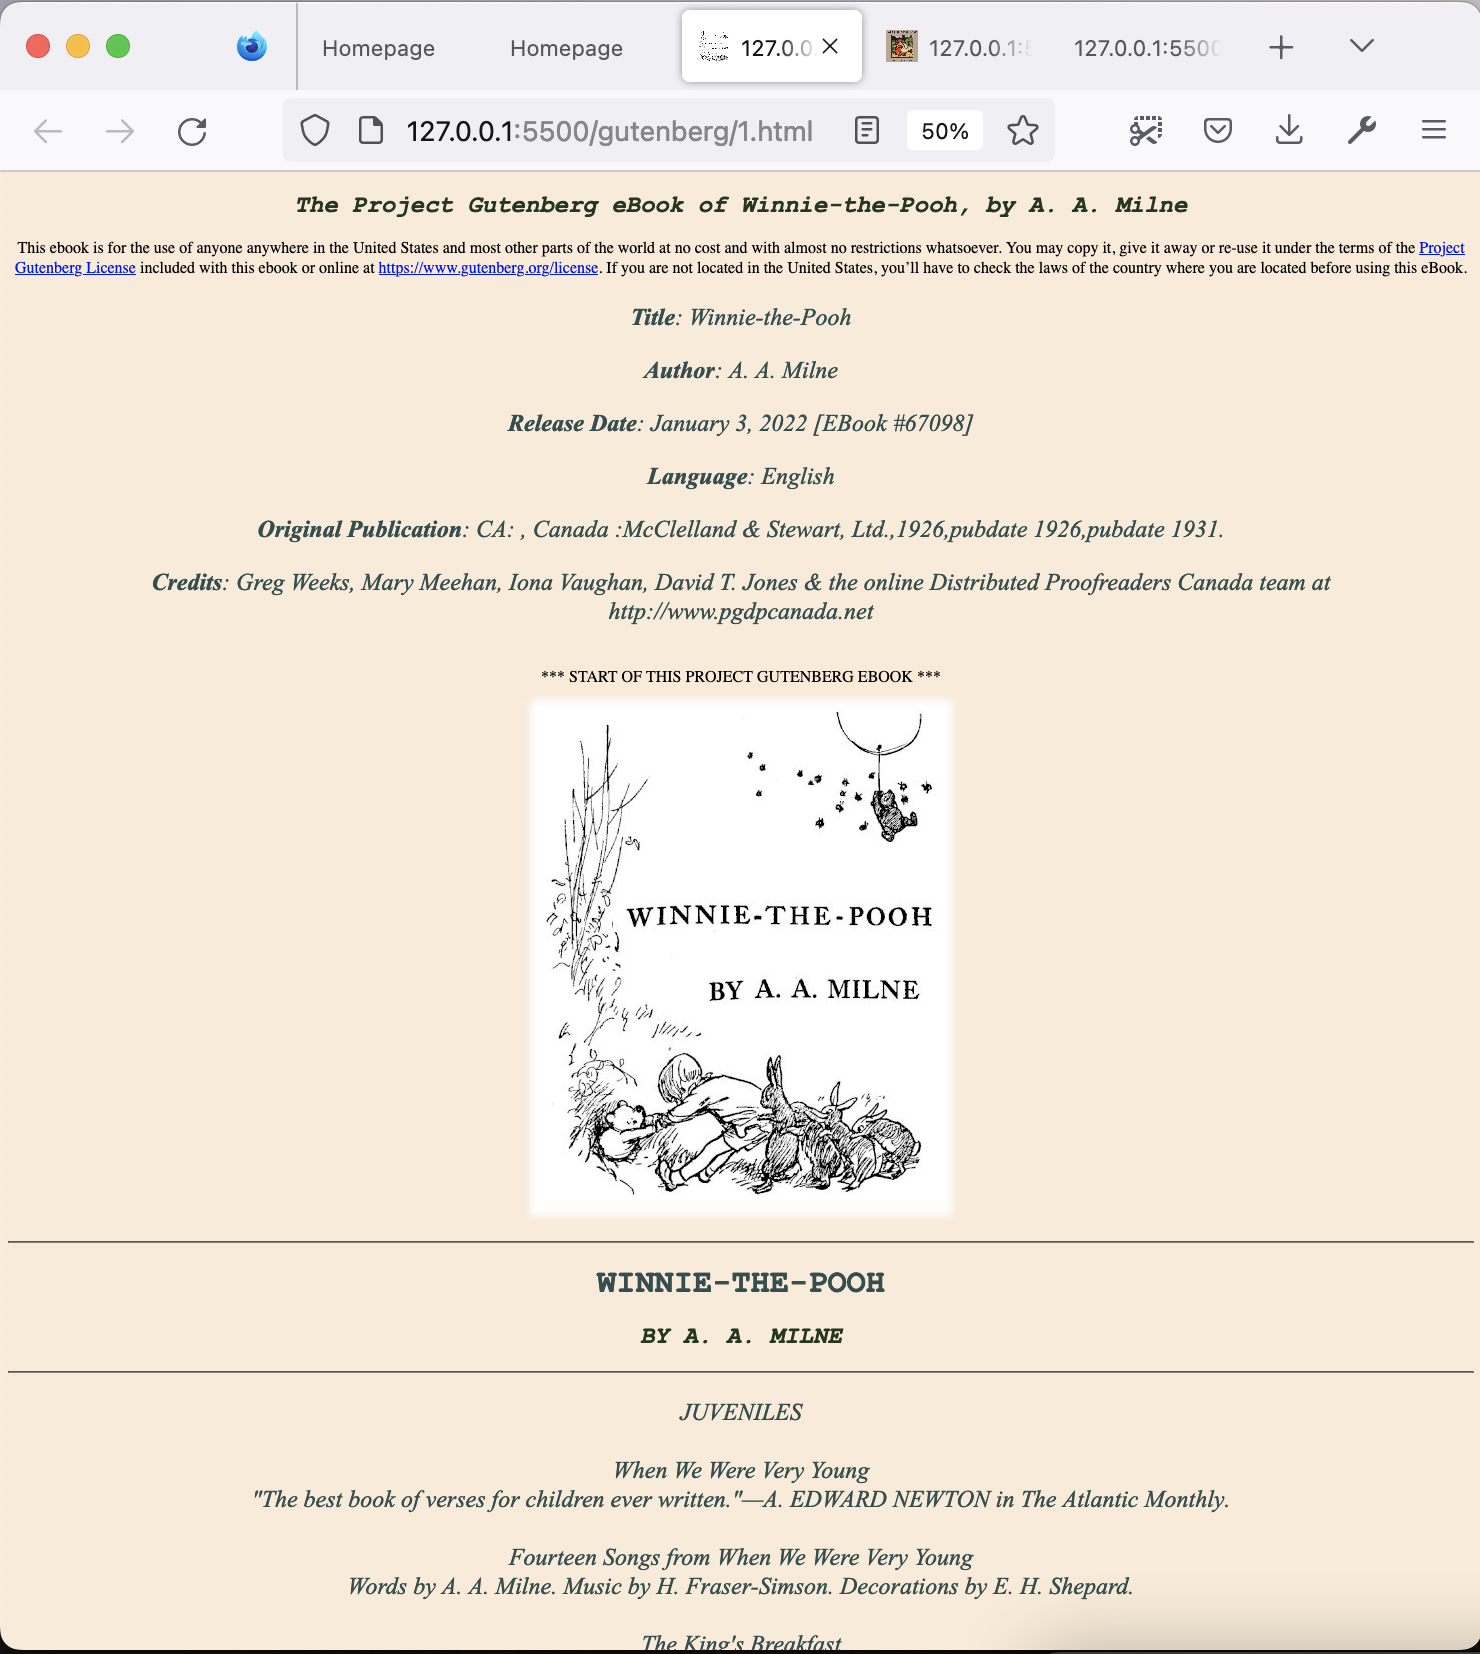 Homepage
Homepage
127.0.0
127.0.0.1:5
127.0.0.1:5500
127.0.0.1:5500/gutenberg/1.html
50%
The Project Gutenberg eBook of Winnie-the-Pooh, by A. A. Milne
This ebook is for the use of anyone anywhere in the United States and most other parts of the world at no cost and with almost no restrictions whatsoever. You may copy it, give it away or re-use it under the terms of the Project
Gutenberg License included with this ebook or online at https://www.gutenberg.org/license. If you are not located in the United States, you’ll have to check the laws of the country where you are located before using this eBook.
Title: Winnie-the-Pooh
Author: A. A. Milne
Release Date: January 3, 2022 [EBook #67098]
Language: English
Original Publication: CA: , Canada :McClelland & Stewart, Ltd.,1926,pubdate 1926,pubdate 1931.
Credits: Greg Weeks, Mary Meehan, Iona Vaughan, David T. Jones & the online Distributed Proofreaders Canada team at
http://www.pgdpcanada.net
*** START OF THIS PROJECT GUTENBERG EBOOK ***
WINNIE-THE-POOH
BY A. A. MILNE
WINNIE-THE-POOH
BY A. A. MILNE
JUVENILES
When We Were Very Young
"The best book of verses for children ever written."—A. EDWARD NEWTON in The Atlantic Monthly.
Fourteen Songs from When We Were Very Young
Words by A. A. Milne. Music by H. Fraser-Simson. Decorations by E. H. Shepard.
The King's Breakfast